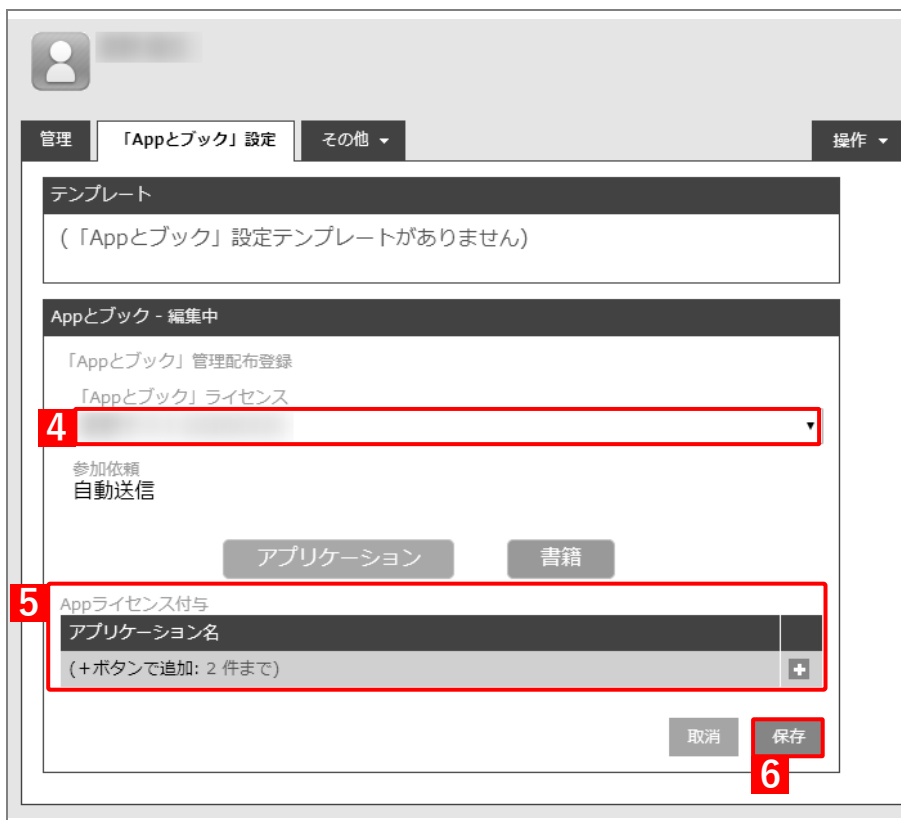 管理
「Appとブック」設定
その他
操作
テンプレート
(「Appとブック」設定テンプレートがありません)
Appとブック - 編集中
「Appとブック」管理配布登録
「Appとブック」ライセンス
4
参加依頼
自動送信
アプリケーション
書籍
5
Appライセンス付与
アプリケーション名
(+ボタンで追加: 2 件まで)
取消
保存
6